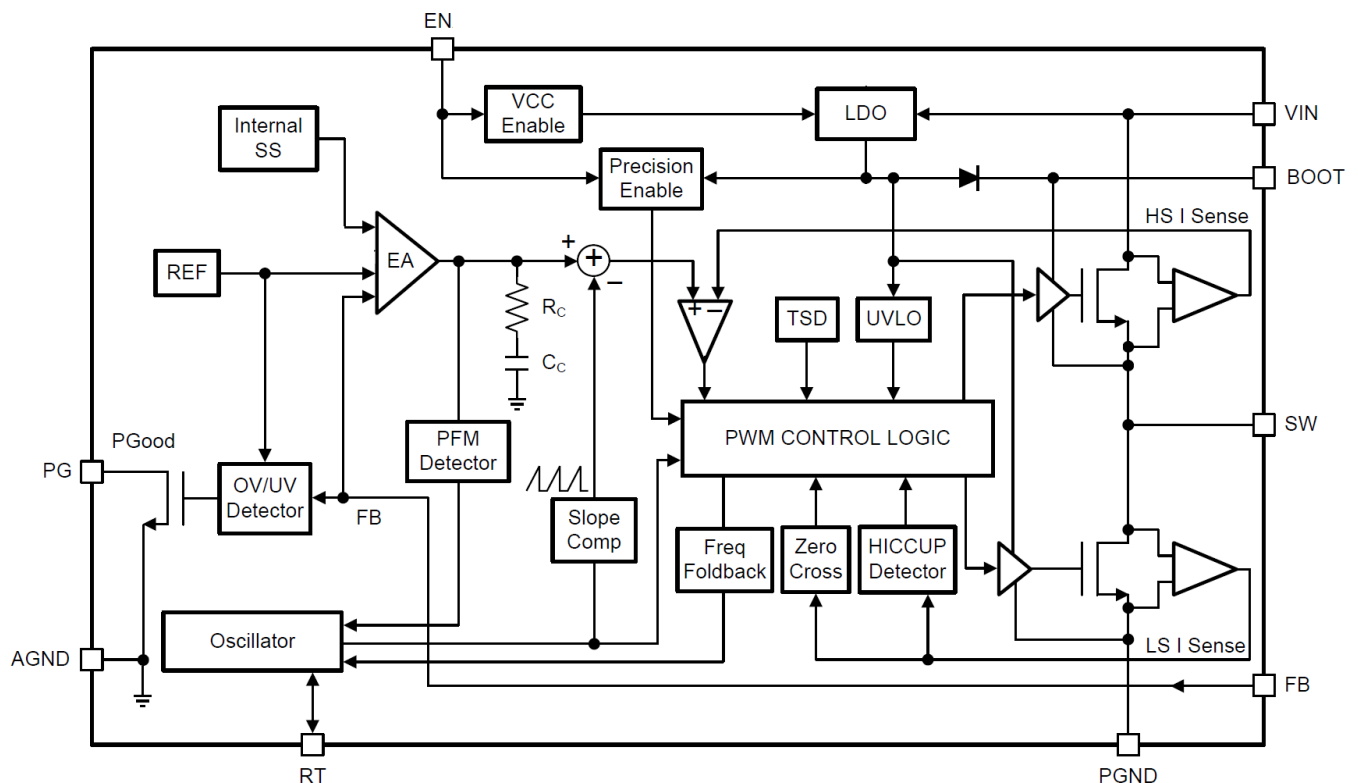 EN
VCC
Enable
LDO
VIN
Internal
SS
Precision
Enable
BOOT
HS I Sense
REF
EA
+
+
−
R_C
C_C
+ −
TSD
UVLO
PWM CONTROL LOGIC
SW
PGood
PG
OV/UV
Detector
FB
PFM
Detector
Slope
Comp
Freq
Foldback
Zero
Cross
HICCUP
Detector
Oscillator
AGND
LS I Sense
FB
RT
PGND